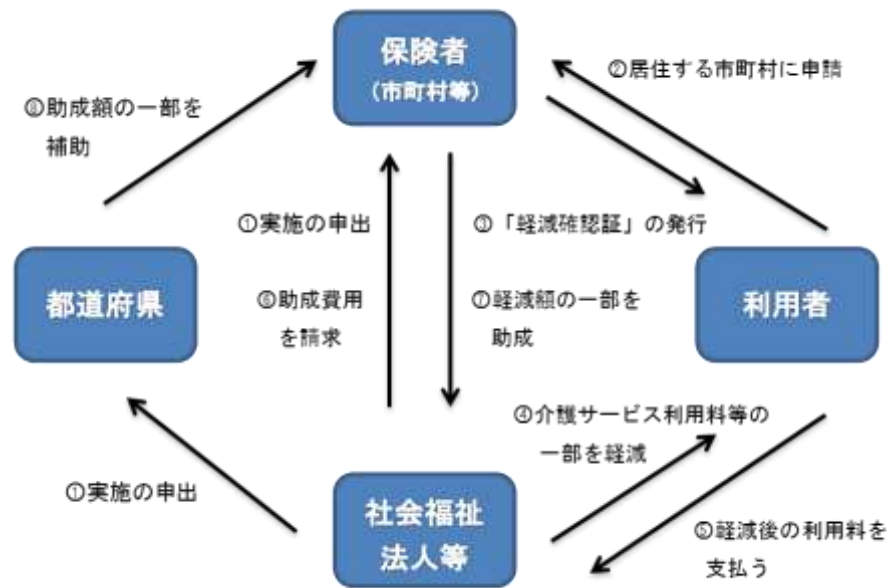 保険者
（市町村等）
②居住する市町村に申請
⑧助成額の一部を
補助
①実施の申出
③「軽減確認証」の発行
都道府県
⑥助成費用
を請求
⑦軽減額の一部を
助成
利用者
④介護サービス利用料等の
一部を軽減
①実施の申出
社会福祉
法人等
⑤軽減後の利用料を
支払う